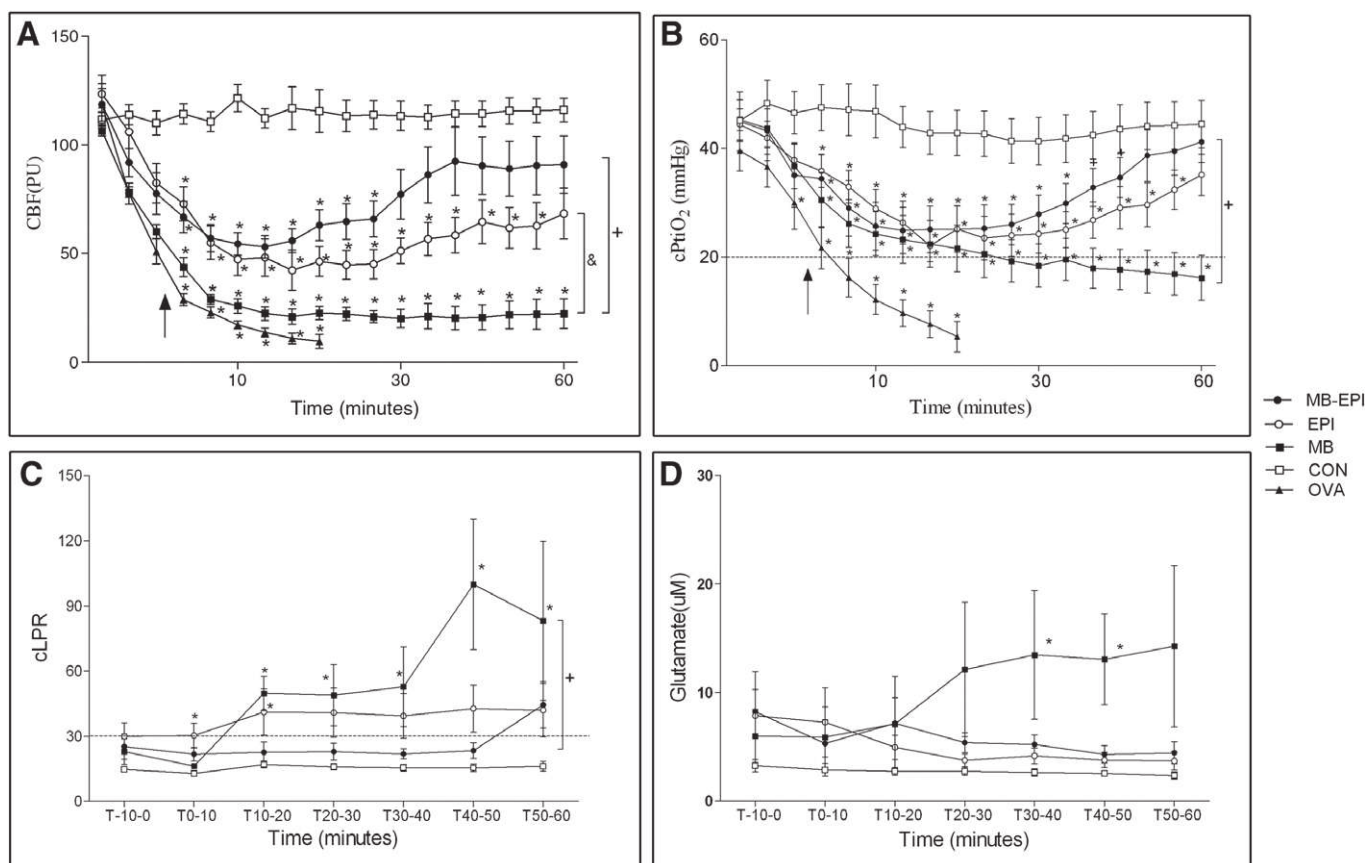 A
150
100
50
0
CBF(PU)
10
30
60
Time (minutes)
&
+
B
60
40
20
0
cPtiO2 (mmHg)
10
30
60
Time (minutes)
+
C
150
120
90
60
30
0
cLPR
T-10-0 T0-10 T10-20 T20-30 T30-40 T40-50 T50-60
Time (minutes)
+
D
30
20
10
0
Glutamate(uM)
T-10-0 T0-10 T10-20 T20-30 T30-40 T40-50 T50-60
Time (minutes)
MB-EPI
EPI
MB
CON
OVA